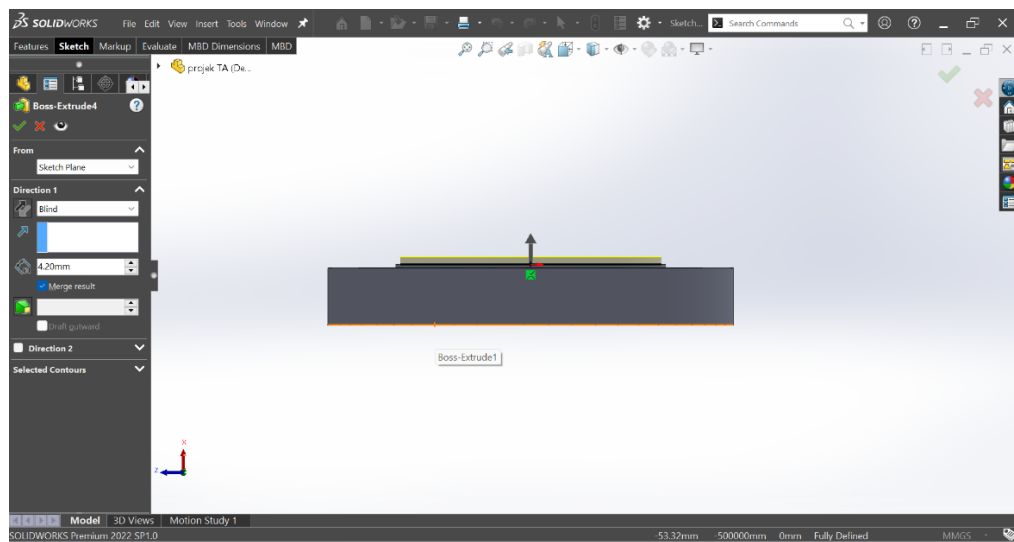 SOLIDWORKS File Edit View Insert Tools Window Sketch... Search Commands
Features Sketch Markup Evaluate MBD Dimensions MBD
projek TA (De...
Boss-Extrude4
From
Sketch Plane
Direction 1
Blind
4.20mm
Merge result
Draft outward
Direction 2
Selected Contours
Boss-Extrude1
x
z
Model 3D Views Motion Study 1
SOLIDWORKS Premium 2022 SP1.0 -53.32mm -500000mm 0mm Fully Defined MMGS